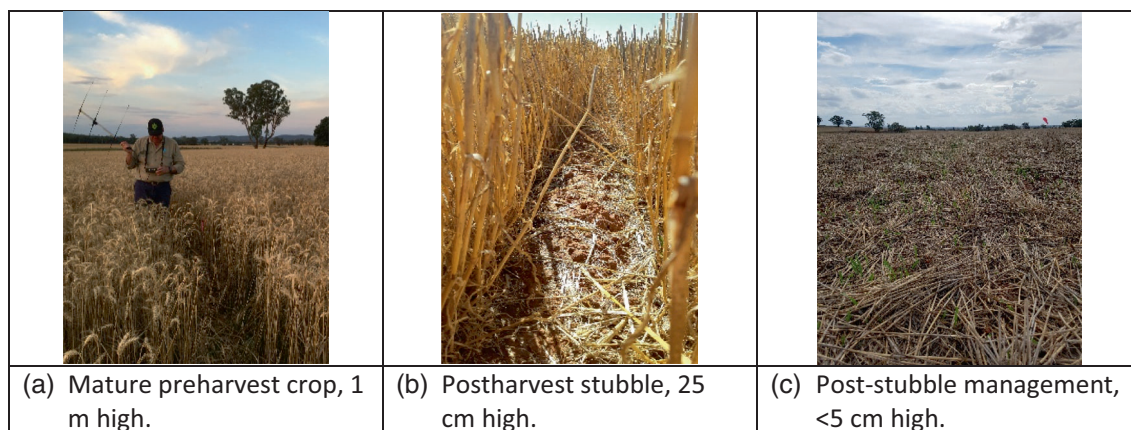 (a) Mature preharvest crop, 1
m high.
(b) Postharvest stubble, 25
cm high.
(c) Post-stubble management,
<5 cm high.